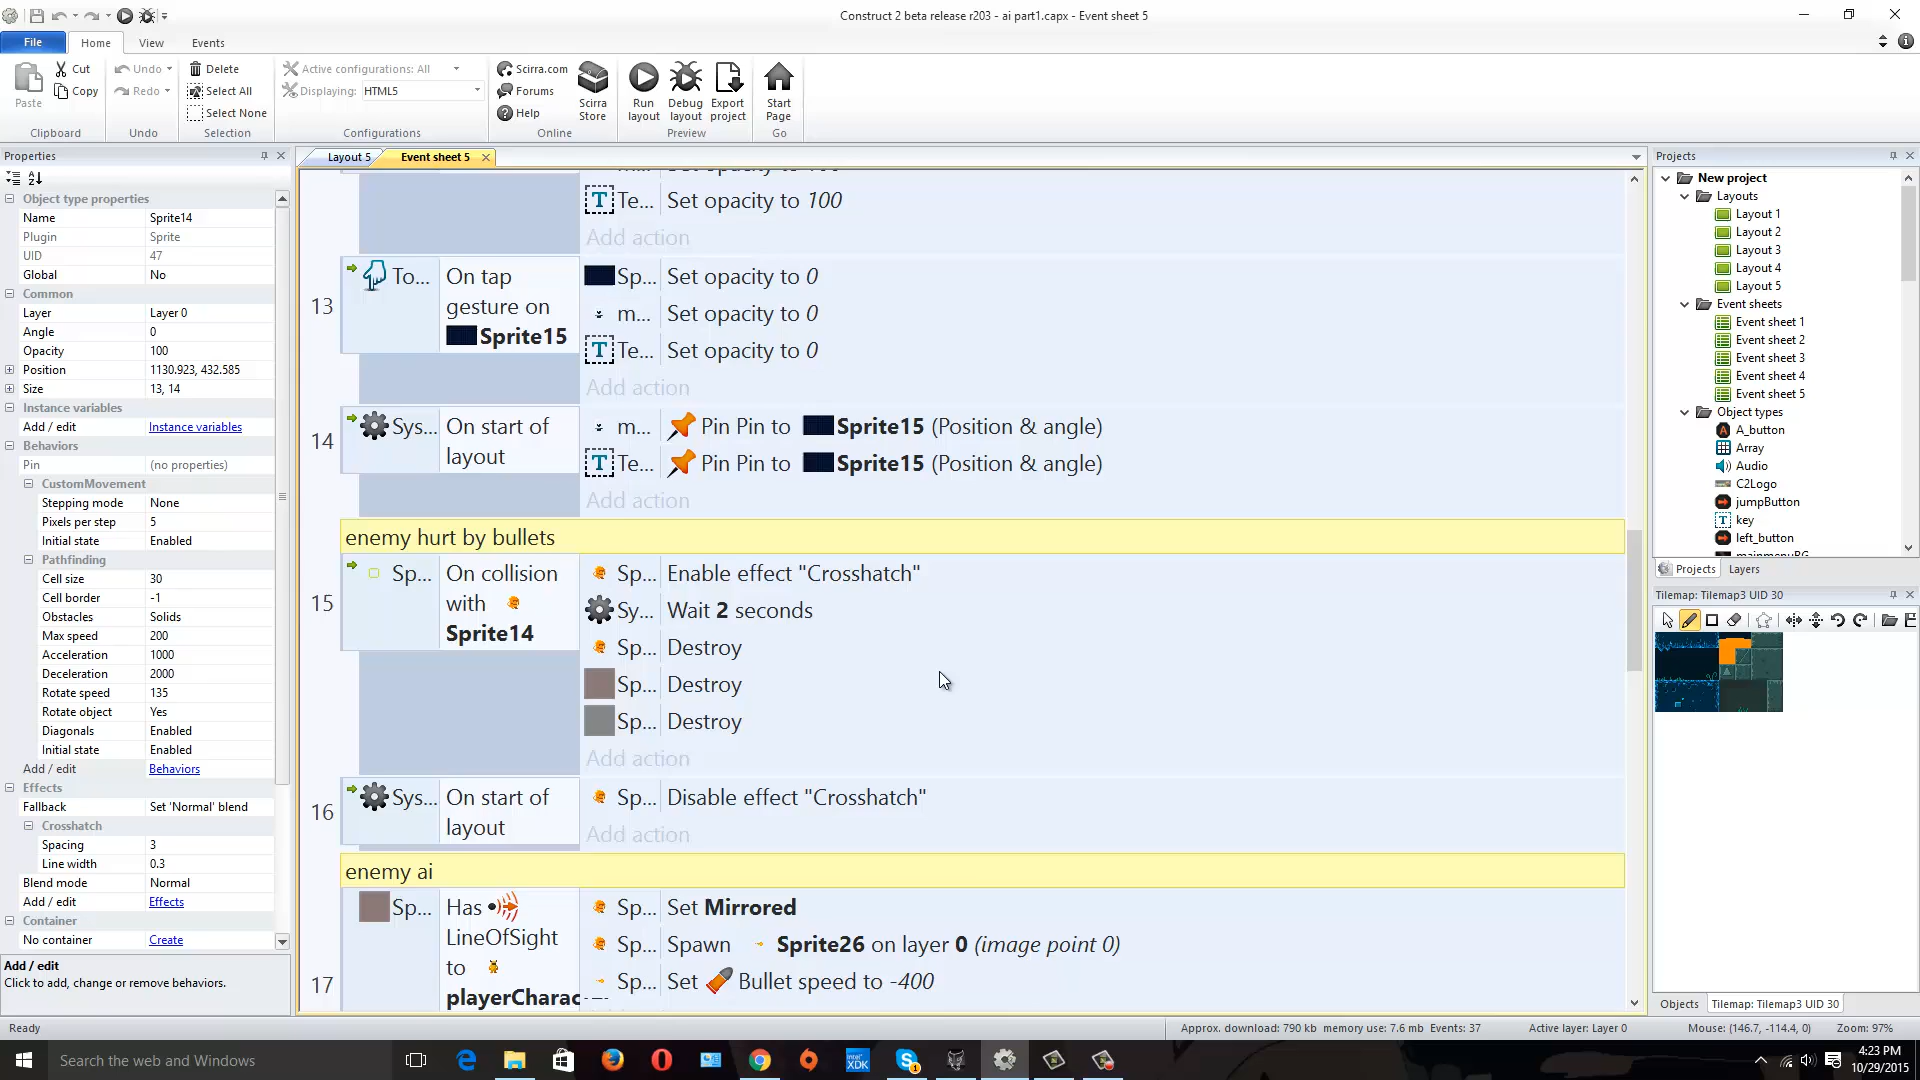 Construct 2 beta release r203 - ai part1.capx - Event sheet 5
File Home View Events
Paste Cut Copy
Clipboard
Undo Redo
Undo
Delete
Select All
Select None
Selection
Active configurations: All
Displaying: HTML5
Configurations
Scirra.com
Forums
Help
Scirra Store
Online
Run layout
Debug layout
Export project
Preview
Start Page
Go
Properties
Object type properties
Name Sprite14
Plugin Sprite
UID 47
Global No
Common
Layer Layer 0
Angle 0
Opacity 100
Position 1130.923, 432.585
Size 13, 14
Instance variables
Add / edit Instance variables
Behaviors
Pin (no properties)
CustomMovement
Stepping mode None
Pixels per step 5
Initial state Enabled
Pathfinding
Cell size 30
Cell border -1
Obstacles Solids
Max speed 200
Acceleration 1000
Deceleration 2000
Rotate speed 135
Rotate object Yes
Diagonals Enabled
Initial state Enabled
Add / edit Behaviors
Effects
Fallback Set 'Normal' blend
Crosshatch
Spacing 3
Line width 0.3
Blend mode Normal
Add / edit Effects
Container
No container Create
Add / edit
Click to add, change or remove behaviors.
Layout 5 Event sheet 5
Te... Set opacity to 100
Add action
13 To... On tap gesture on Sprite15
Sp... Set opacity to 0
m... Set opacity to 0
Te... Set opacity to 0
Add action
14 Sys... On start of layout
m... Pin Pin to Sprite15 (Position & angle)
Te... Pin Pin to Sprite15 (Position & angle)
Add action
enemy hurt by bullets
15 Sp... On collision with Sprite14
Sp... Enable effect "Crosshatch"
Sy... Wait 2 seconds
Sp... Destroy
Sp... Destroy
Sp... Destroy
Add action
16 Sys... On start of layout
Sp... Disable effect "Crosshatch"
Add action
enemy ai
17 Sp... Has LineOfSight to playerCharac
Sp... Set Mirrored
Sp... Spawn Sprite26 on layer 0 (image point 0)
Sp... Set Bullet speed to -400
Projects
New project
Layouts
Layout 1
Layout 2
Layout 3
Layout 4
Layout 5
Event sheets
Event sheet 1
Event sheet 2
Event sheet 3
Event sheet 4
Event sheet 5
Object types
A_button
Array
Audio
C2Logo
jumpButton
key
left_button
mainmenuBG
Projects Layers
Tilemap: Tilemap3 UID 30
Objects Tilemap: Tilemap3 UID 30
Ready
Approx. download: 790 kb memory use: 7.6 mb Events: 37 Active layer: Layer 0 Mouse: (146.7, -114.4, 0) Zoom: 97%
Search the web and Windows
4:23 PM
10/29/2015